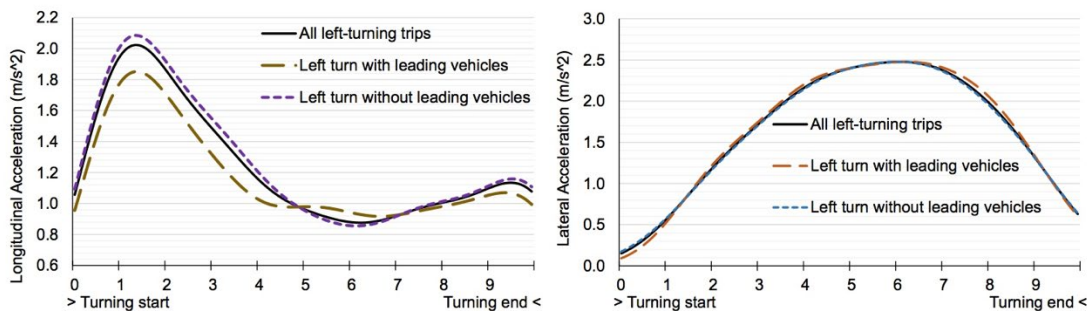 Longitudinal Acceleration (m/s^2)
2.2
2.0
1.8
1.6
1.4
1.2
1.0
0.8
0.6
All left-turning trips
Left turn with leading vehicles
Left turn without leading vehicles
0 1 2 3 4 5 6 7 8 9
> Turning start Turning end <
Lateral Acceleration (m/s^2)
3.0
2.5
2.0
1.5
1.0
0.5
0.0
All left-turning trips
Left turn with leading vehicles
Left turn without leading vehicles
0 1 2 3 4 5 6 7 8 9
> Turning start Turning end <